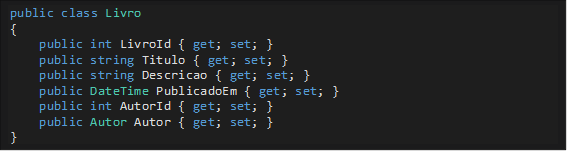 public class Livro
{
    public int LivroId { get; set; }
    public string Titulo { get; set; }
    public string Descricao { get; set; }
    public DateTime PublicadoEm { get; set; }
    public int AutorId { get; set; }
    public Autor Autor { get; set; }
}